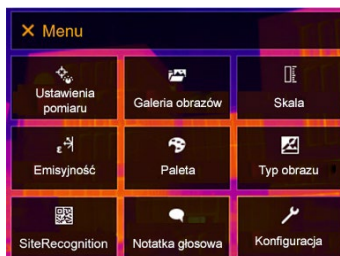 Menu
Ustawienia
pomiaru
Galeria obrazów
Skala
Emisyjność
Paleta
Typ obrazu
SiteRecognition
Notatka głosowa
Konfiguracja